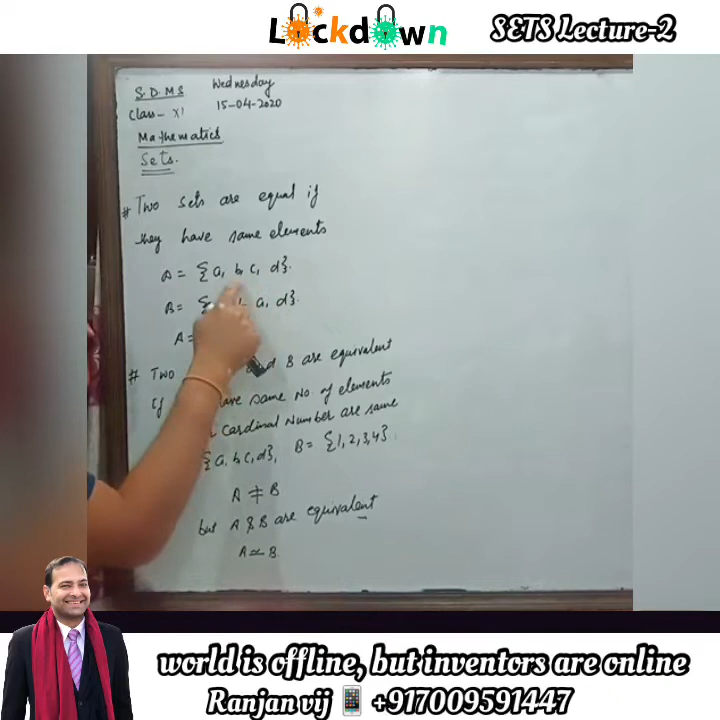 Lockdown
SETS Lecture-2
S.D.M.S Wednesday
Class- XI 15-04-2020
Mathematics
Sets.
# Two sets are equal if
they have same elements
A = {a, b, c, d}.
B = { a, d}.
A =
# Two B are equivalent
if have same No. of elements
Cardinal Number are same
{a, b, c, d}, B = {1, 2, 3, 4}.
A ≠ B
but A & B are equivalent
A ≃ B.
world is offline, but inventors are online
Ranjan vij 📱 +917009591447